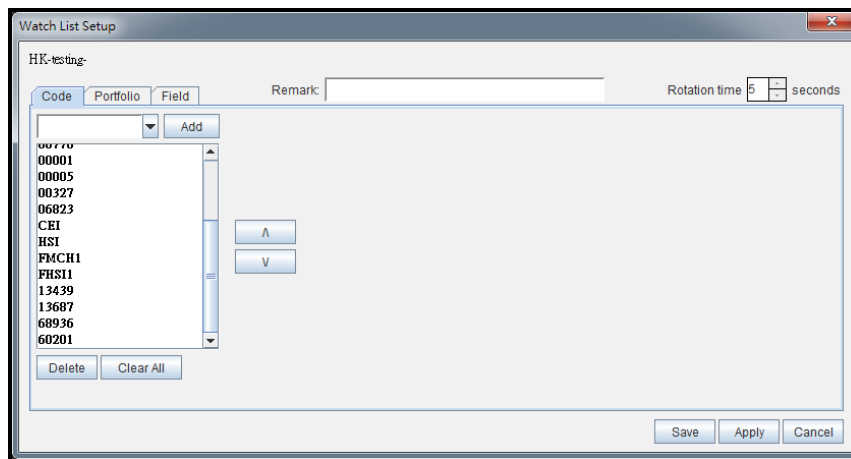 Watch List Setup
HK-testing-
Code Portfolio Field Remark: Rotation time 5 seconds
Add
00001
00005
00327
06823
CEI
HSI
FMCH1
FHSI1
13439
13687
68936
60201
Delete Clear All
Save Apply Cancel